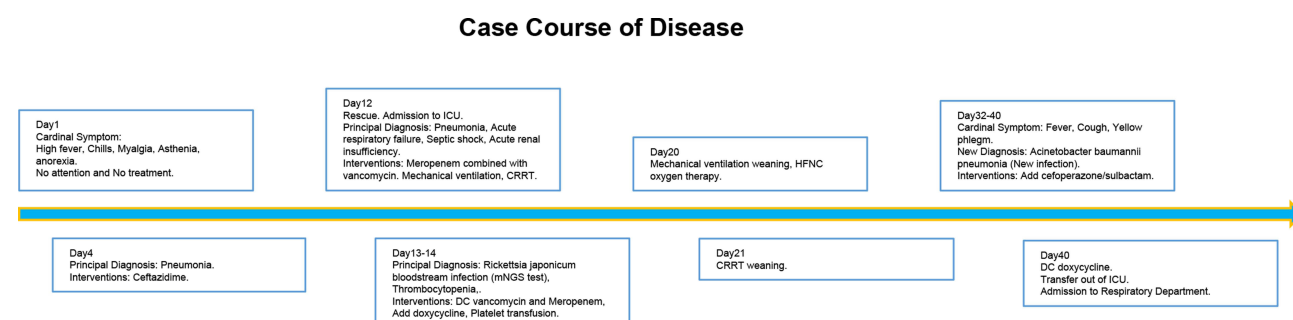 Case Course of Disease
Day1
Cardinal Symptom:
High fever, Chills, Myalgia, Asthenia,
anorexia.
No attention and No treatment.
Day4
Principal Diagnosis: Pneumonia.
Interventions: Ceftazidime.
Day12
Rescue. Admission to ICU.
Principal Diagnosis: Pneumonia, Acute
respiratory failure, Septic shock, Acute renal
insufficiency.
Interventions: Meropenem combined with
vancomycin. Mechanical ventilation, CRRT.
Day13-14
Principal Diagnosis: Rickettsia japonicum
bloodstream infection (mNGS test),
Thrombocytopenia,.
Interventions: DC vancomycin and Meropenem,
Add doxycycline, Platelet transfusion.
Day20
Mechanical ventilation weaning, HFNC
oxygen therapy.
Day21
CRRT weaning.
Day32-40
Cardinal Symptom: Fever, Cough, Yellow
phlegm.
New Diagnosis: Acinetobacter baumannii
pneumonia (New infection).
Interventions: Add cefoperazone/sulbactam.
Day40
DC doxycycline.
Transfer out of ICU.
Admission to Respiratory Department.